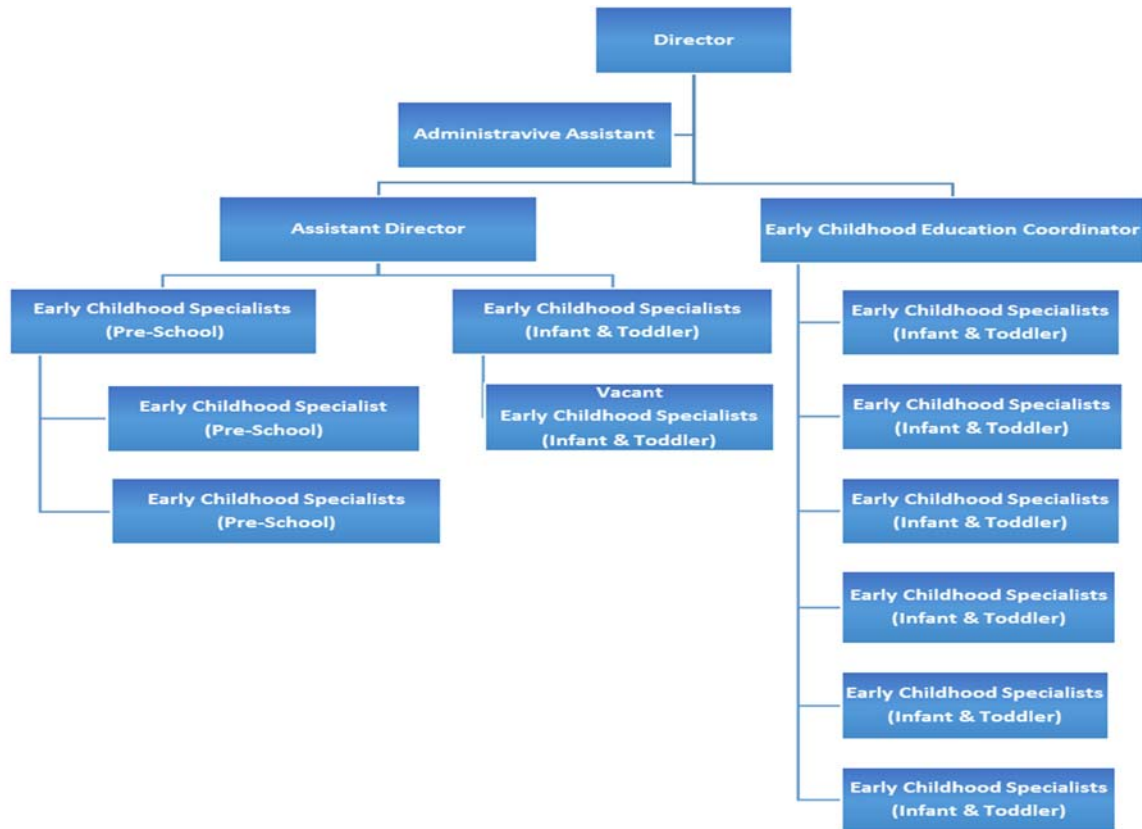 Director
Administravive Assistant
Assistant Director
Early Childhood Education Coordinator
Early Childhood Specialists
(Pre-School)
Early Childhood Specialist
(Pre-School)
Early Childhood Specialists
(Pre-School)
Early Childhood Specialists
(Infant & Toddler)
Vacant
Early Childhood Specialists
(Infant & Toddler)
Early Childhood Specialists
(Infant & Toddler)
Early Childhood Specialists
(Infant & Toddler)
Early Childhood Specialists
(Infant & Toddler)
Early Childhood Specialists
(Infant & Toddler)
Early Childhood Specialists
(Infant & Toddler)
Early Childhood Specialists
(Infant & Toddler)